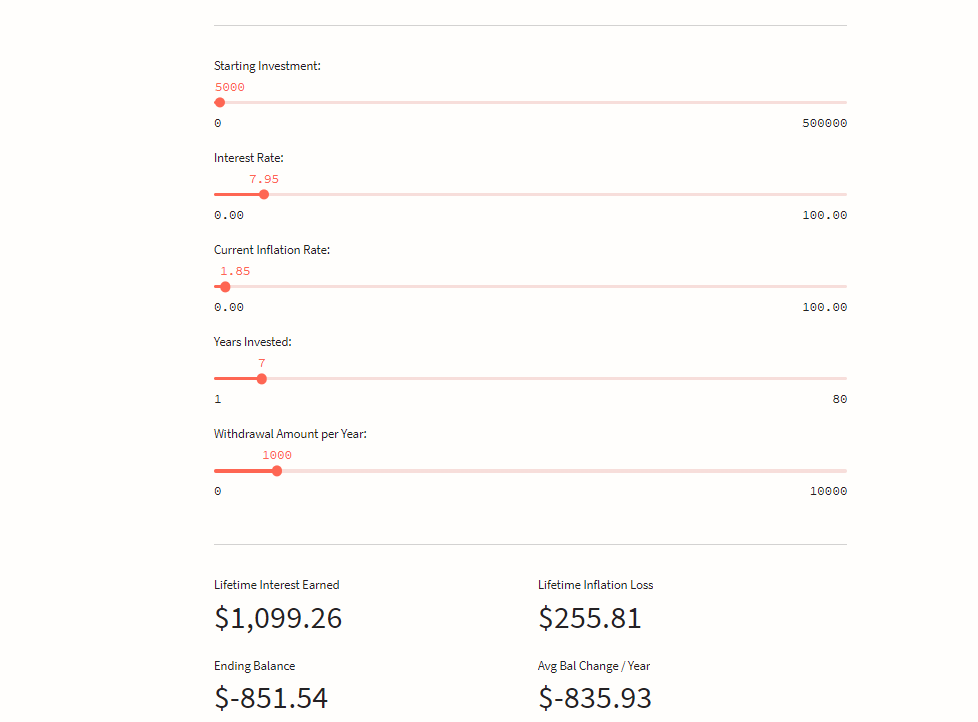 Starting Investment:
5000
0 500000
Interest Rate:
7.95
0.00 100.00
Current Inflation Rate:
1.85
0.00 100.00
Years Invested:
7
1 80
Withdrawal Amount per Year:
1000
0 10000
Lifetime Interest Earned Lifetime Inflation Loss
$1,099.26 $255.81
Ending Balance Avg Bal Change / Year
$-851.54 $-835.93